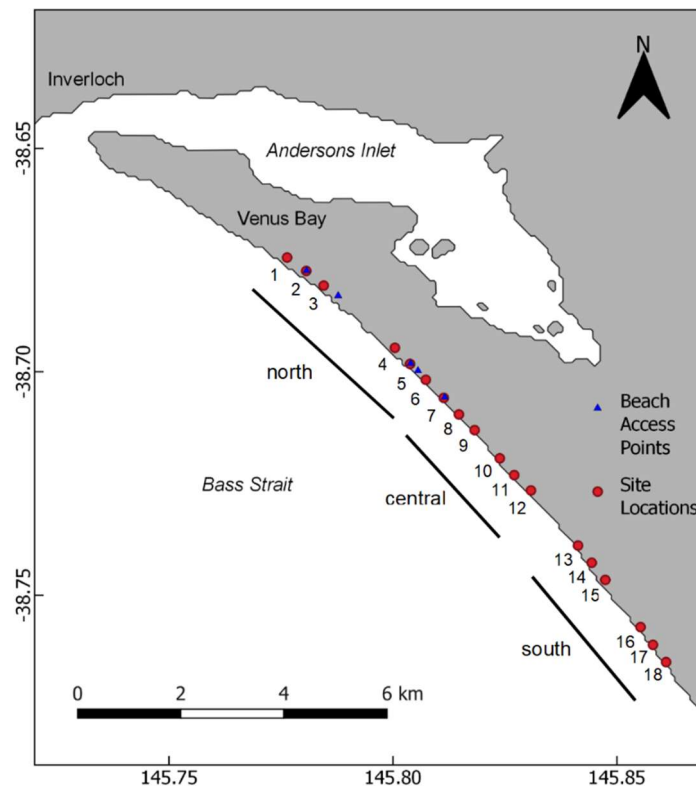 N
Inverloch
-38.65
Andersons Inlet
Venus Bay
1
2
3
north
-38.70
4
5
6
7
8
9
Beach
Access
Points
Site
Locations
Bass Strait
central
10
11
12
13
14
15
-38.75
south
16
17
18
0 2 4 6 km
145.75 145.80 145.85